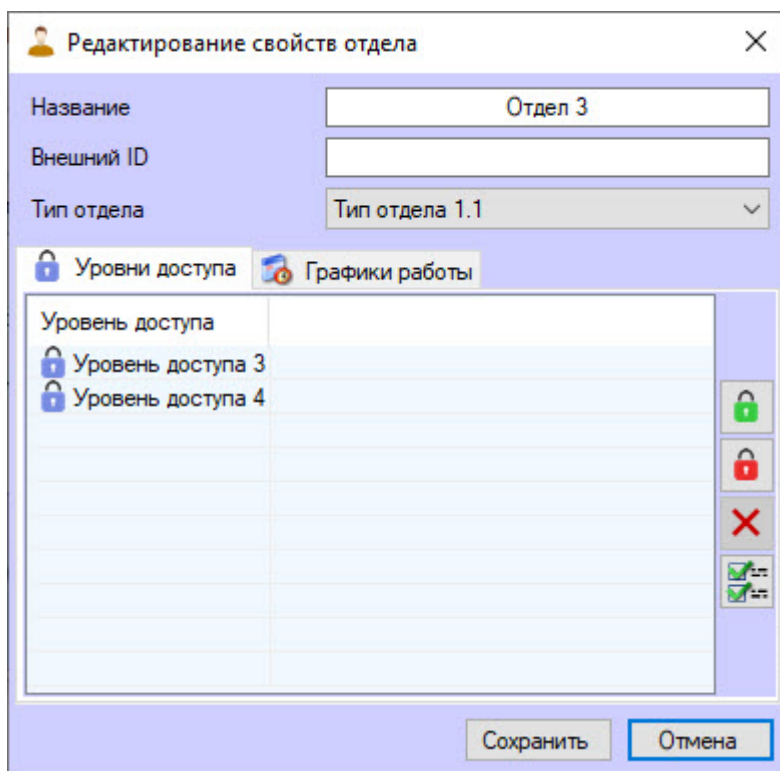 Редактирование свойств отдела
Название
Отдел 3
Внешний ID
Тип отдела
Тип отдела 1.1
Уровни доступа
Графики работы
Уровень доступа
Уровень доступа 3
Уровень доступа 4
Сохранить
Отмена